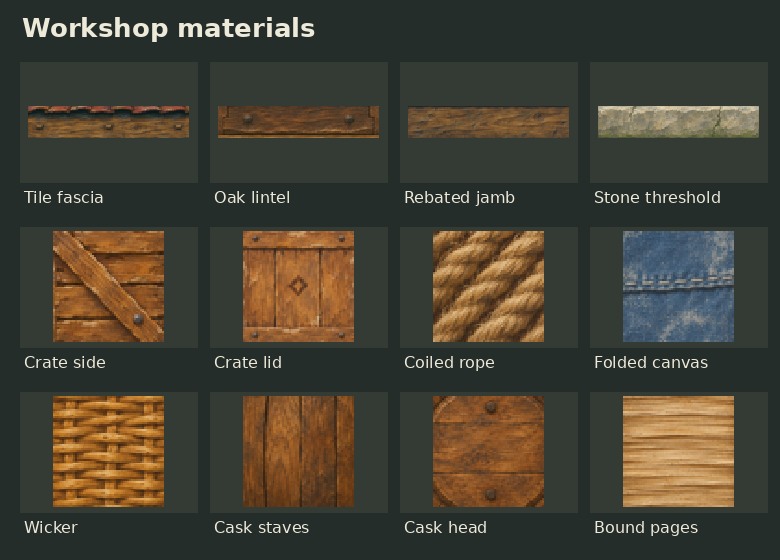 Workshop materials
Tile fascia
Oak lintel
Rebated jamb
Stone threshold
Crate side
Crate lid
Coiled rope
Folded canvas
Wicker
Cask staves
Cask head
Bound pages